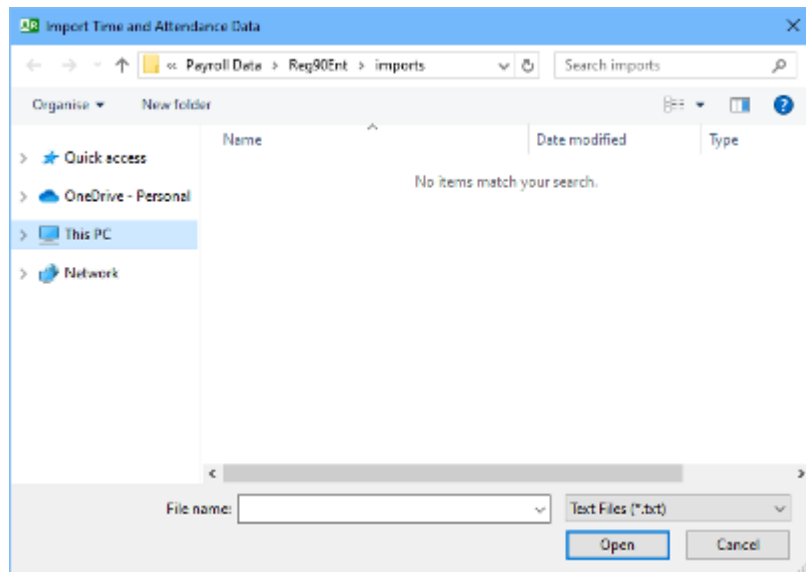 Import Time and Attendance Data
« Payroll Data > Reg90Ent > imports
Search imports
Organise
New folder
Name
Date modified
Type
Quick access
No items match your search.
OneDrive - Personal
This PC
Network
File name:
Text Files (*.txt)
Open
Cancel